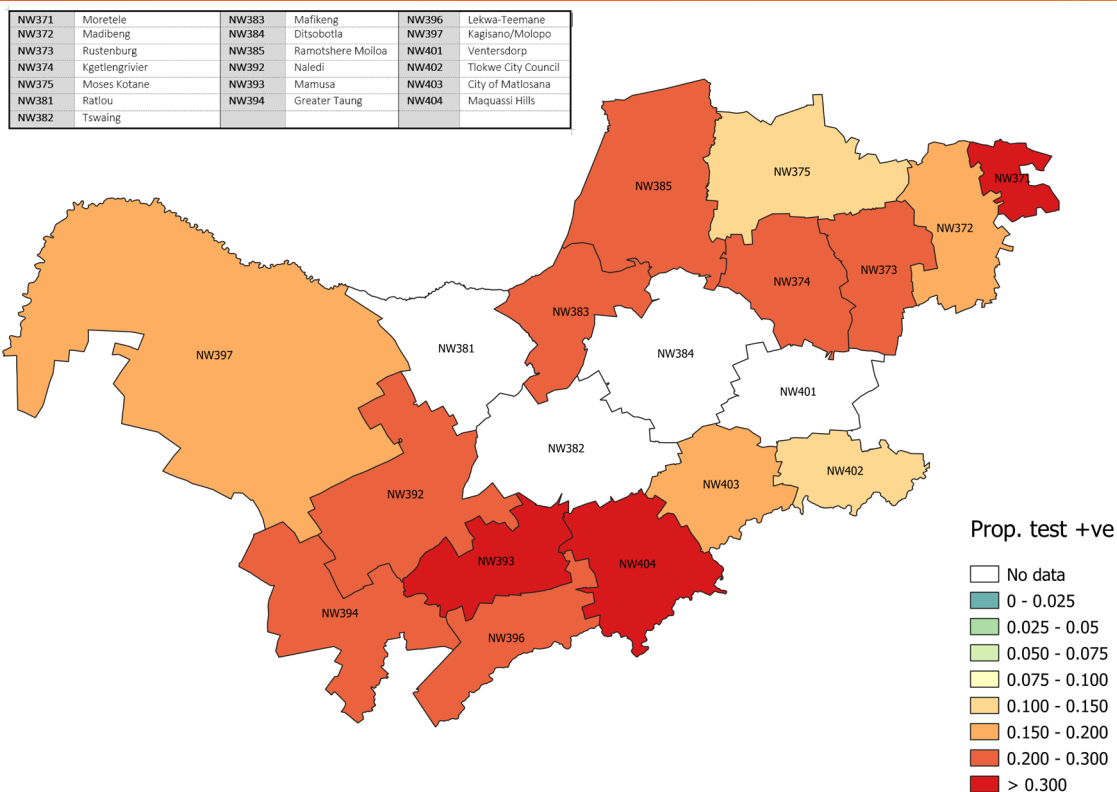 NW371 Moretele NW383 Mafikeng NW396 Lekwa-Teemane
NW372 Madibeng NW384 Ditsobotla NW397 Kagisano/Molopo
NW373 Rustenburg NW385 Ramotshere Moiloa NW401 Ventersdorp
NW374 Kgetlengrivier NW392 Naledi NW402 Tlokwe City Council
NW375 Moses Kotane NW393 Mamusa NW403 City of Matlosana
NW381 Ratlou NW394 Greater Taung NW404 Maquassi Hills
NW382 Tswaing
NW375
NW371
NW385
NW372
NW373
NW374
NW383
NW381
NW384
NW397
NW401
NW382
NW402
NW403
NW392
NW393
NW404
NW394
NW396
Prop. test +ve
No data
0 - 0.025
0.025 - 0.05
0.050 - 0.075
0.075 - 0.100
0.100 - 0.150
0.150 - 0.200
0.200 - 0.300
> 0.300